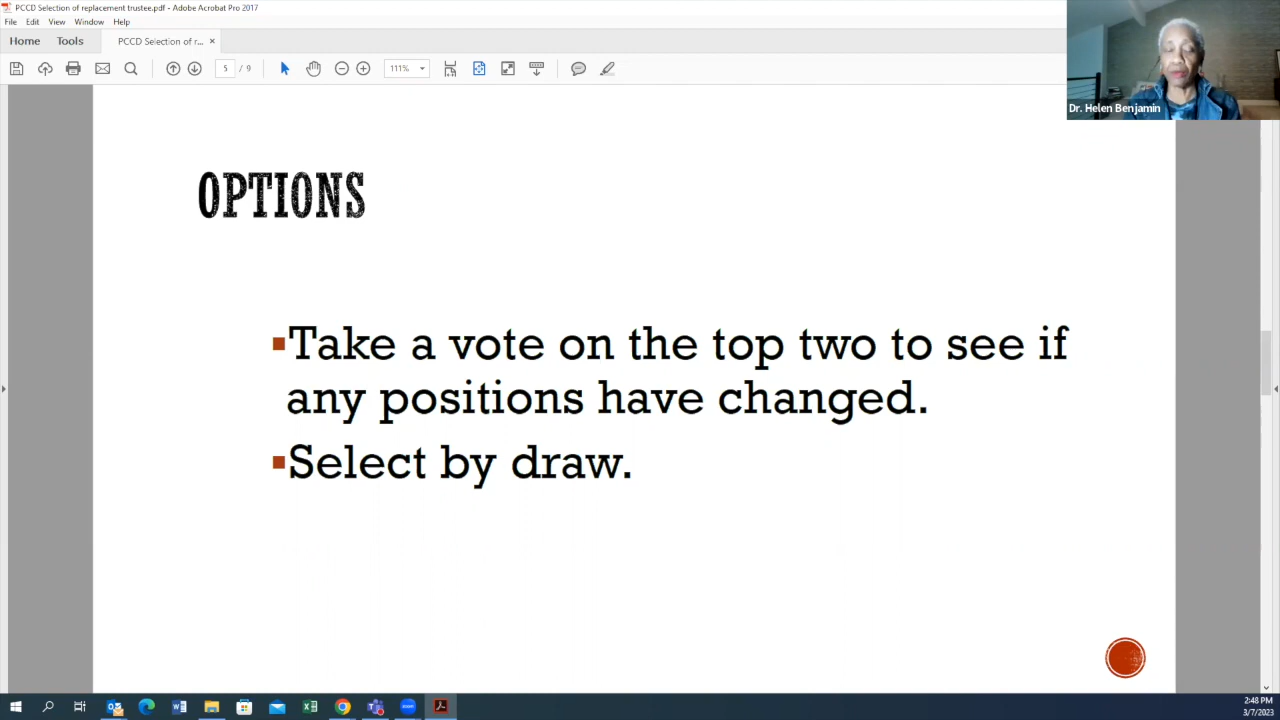 PCCD Selection of replacement trustee.pdf - Adobe Acrobat Pro 2017
File Edit View Window Help
Home Tools PCCD Selection of r... ×
5 / 9 111%
Dr. Helen Benjamin
OPTIONS
▪Take a vote on the top two to see if
any positions have changed.
▪Select by draw.
2:48 PM
3/7/2023